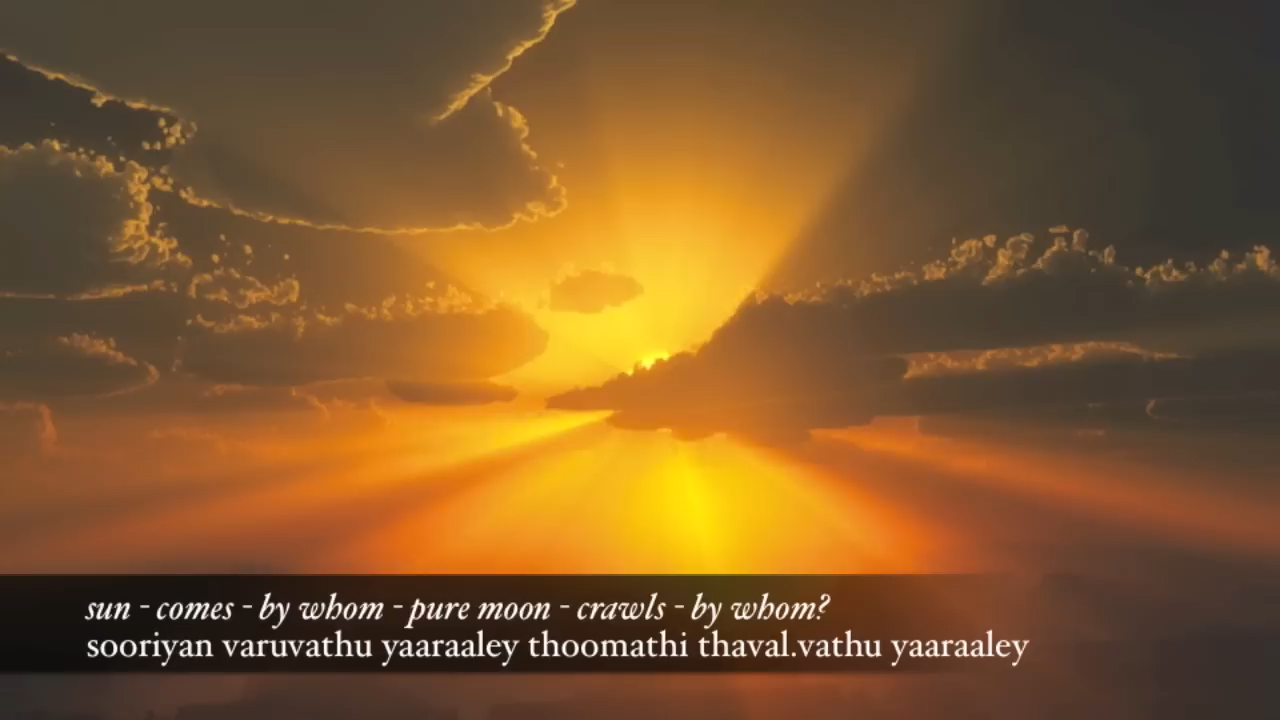 sun - comes - by whom - pure moon - crawls - by whom?
sooriyan varuvathu yaaraaley thoomathi thaval.vathu yaaraaley